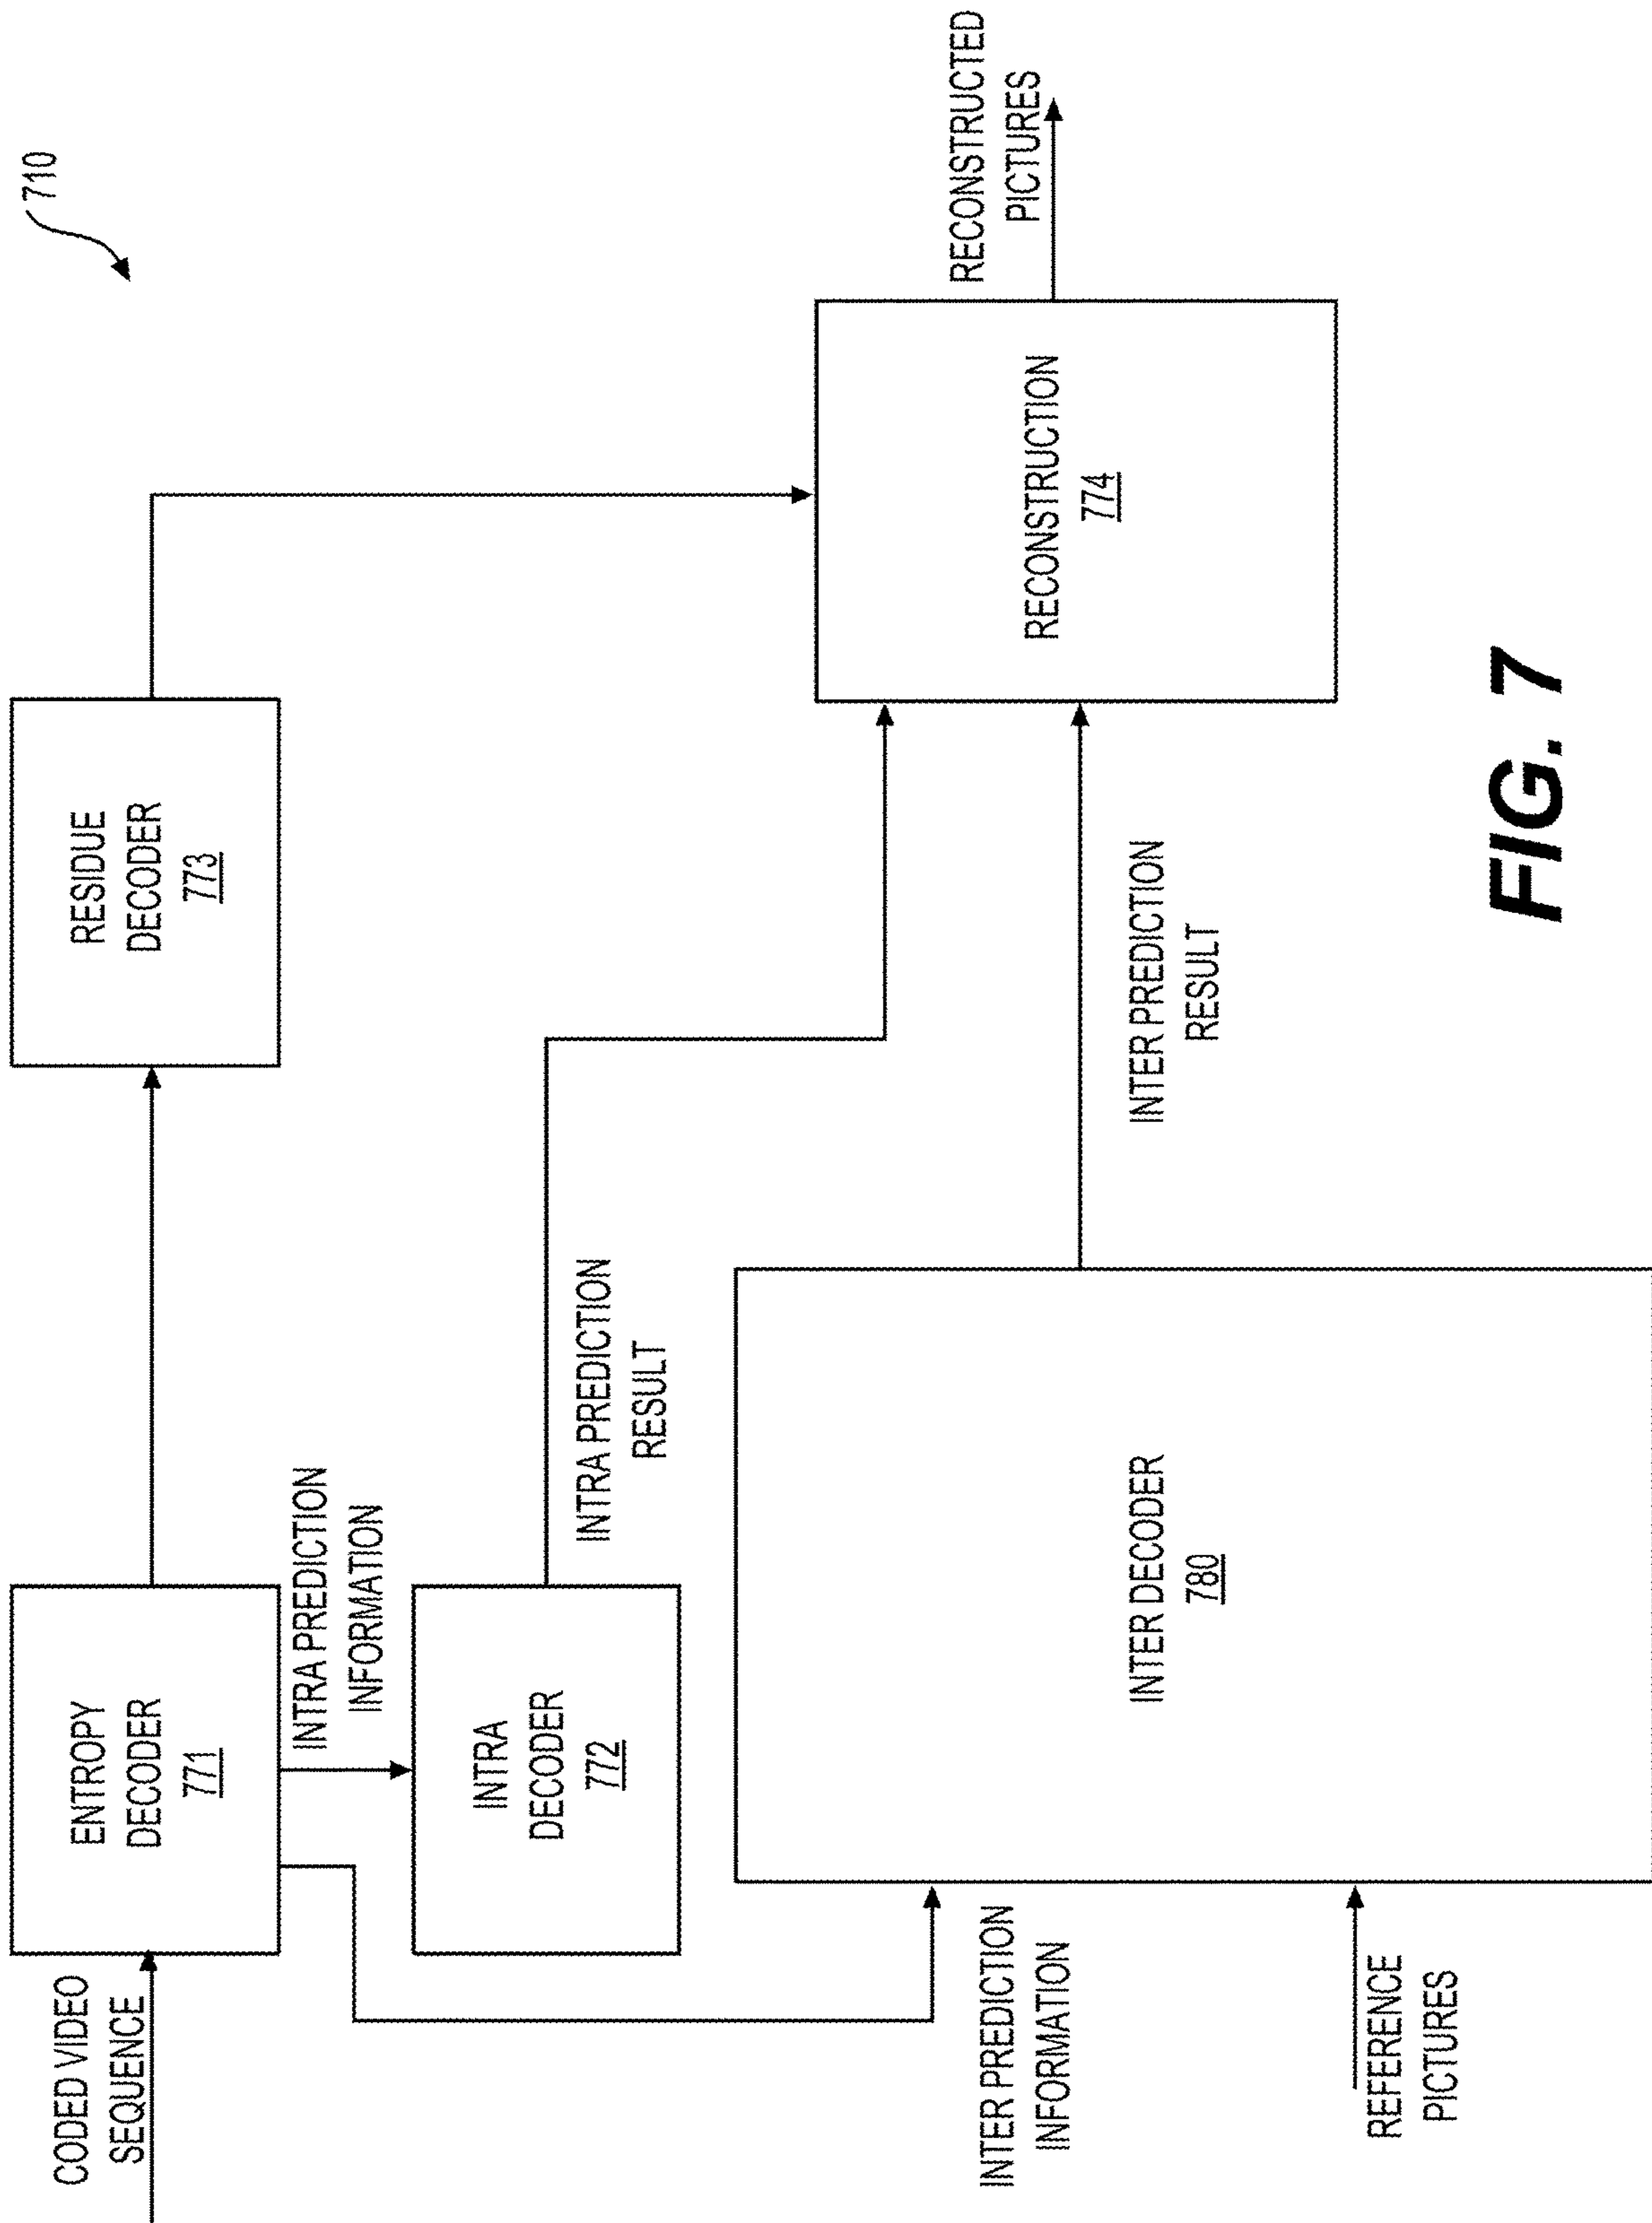 710
CODED VIDEO
SEQUENCE
ENTROPY
DECODER
771
RESIDUE
DECODER
773
INTRA PREDICTION
INFORMATION
INTRA
DECODER
772
INTRA PREDICTION
RESULT
INTER PREDICTION
INFORMATION
REFERENCE
PICTURES
INTER DECODER
780
INTER PREDICTION
RESULT
RECONSTRUCTION
774
RECONSTRUCTED
PICTURES
FIG. 7